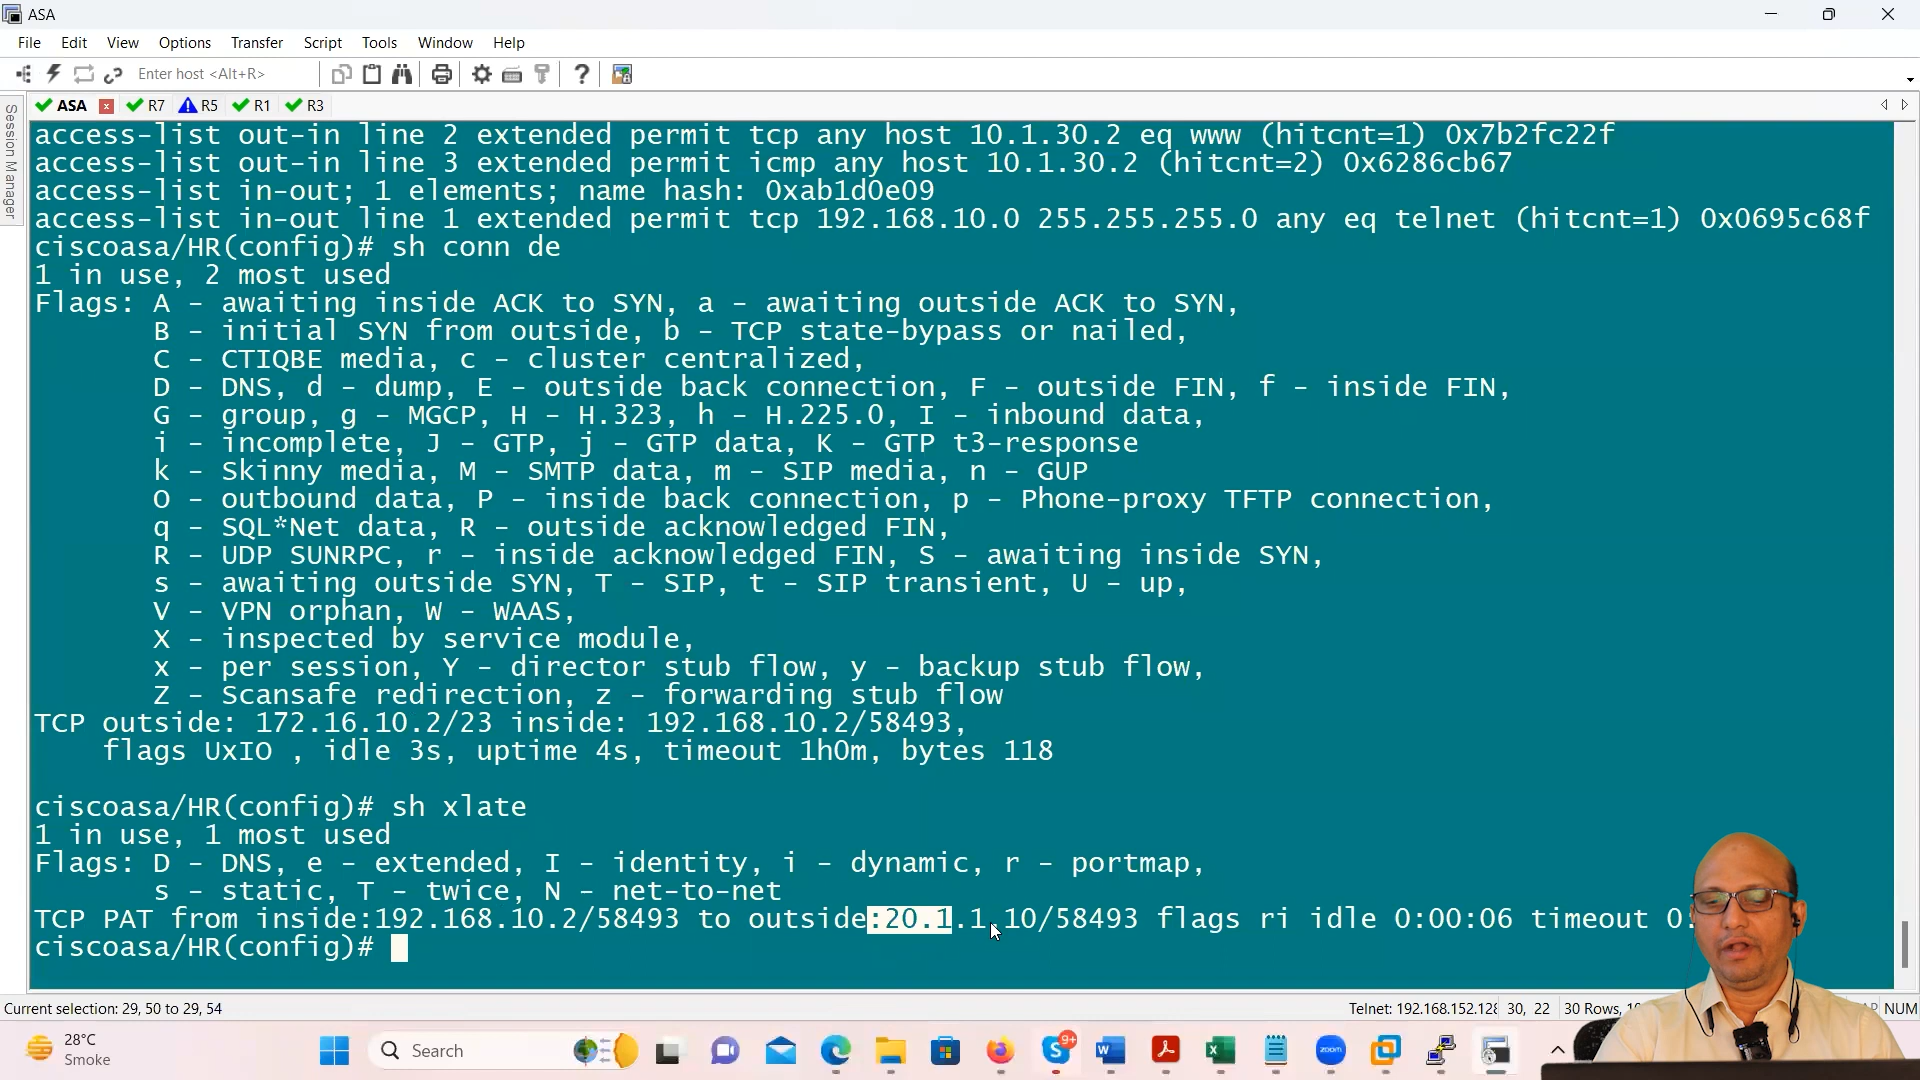 ASA
File Edit View Options Transfer Script Tools Window Help
Enter host <Alt+R>
Session Manager
ASA R7 R5 R1 R3
access-list out-in line 2 extended permit tcp any host 10.1.30.2 eq www (hitcnt=1) 0x7b2fc22f
access-list out-in line 3 extended permit icmp any host 10.1.30.2 (hitcnt=2) 0x6286cb67
access-list in-out; 1 elements; name hash: 0xab1d0e09
access-list in-out line 1 extended permit tcp 192.168.10.0 255.255.255.0 any eq telnet (hitcnt=1) 0x0695c68f
ciscoasa/HR(config)# sh conn de
1 in use, 2 most used
Flags: A - awaiting inside ACK to SYN, a - awaiting outside ACK to SYN,
B - initial SYN from outside, b - TCP state-bypass or nailed,
C - CTIQBE media, c - cluster centralized,
D - DNS, d - dump, E - outside back connection, F - outside FIN, f - inside FIN,
G - group, g - MGCP, H - H.323, h - H.225.0, I - inbound data,
i - incomplete, J - GTP, j - GTP data, K - GTP t3-response
k - Skinny media, M - SMTP data, m - SIP media, n - GUP
O - outbound data, P - inside back connection, p - Phone-proxy TFTP connection,
q - SQL*Net data, R - outside acknowledged FIN,
R - UDP SUNRPC, r - inside acknowledged FIN, S - awaiting inside SYN,
s - awaiting outside SYN, T - SIP, t - SIP transient, U - up,
V - VPN orphan, W - WAAS,
X - inspected by service module,
x - per session, Y - director stub flow, y - backup stub flow,
Z - Scansafe redirection, z - forwarding stub flow
TCP outside: 172.16.10.2/23 inside: 192.168.10.2/58493,
flags UxIO , idle 3s, uptime 4s, timeout 1h0m, bytes 118
ciscoasa/HR(config)# sh xlate
1 in use, 1 most used
Flags: D - DNS, e - extended, I - identity, i - dynamic, r - portmap,
s - static, T - twice, N - net-to-net
TCP PAT from inside:192.168.10.2/58493 to outside:20.1.1.10/58493 flags ri idle 0:00:06 timeout 0:
ciscoasa/HR(config)#
Current selection: 29, 50 to 29, 54 Telnet: 192.168.152.128 30, 22 30 Rows, NUM
28°C
Smoke
Search
9+
zoom